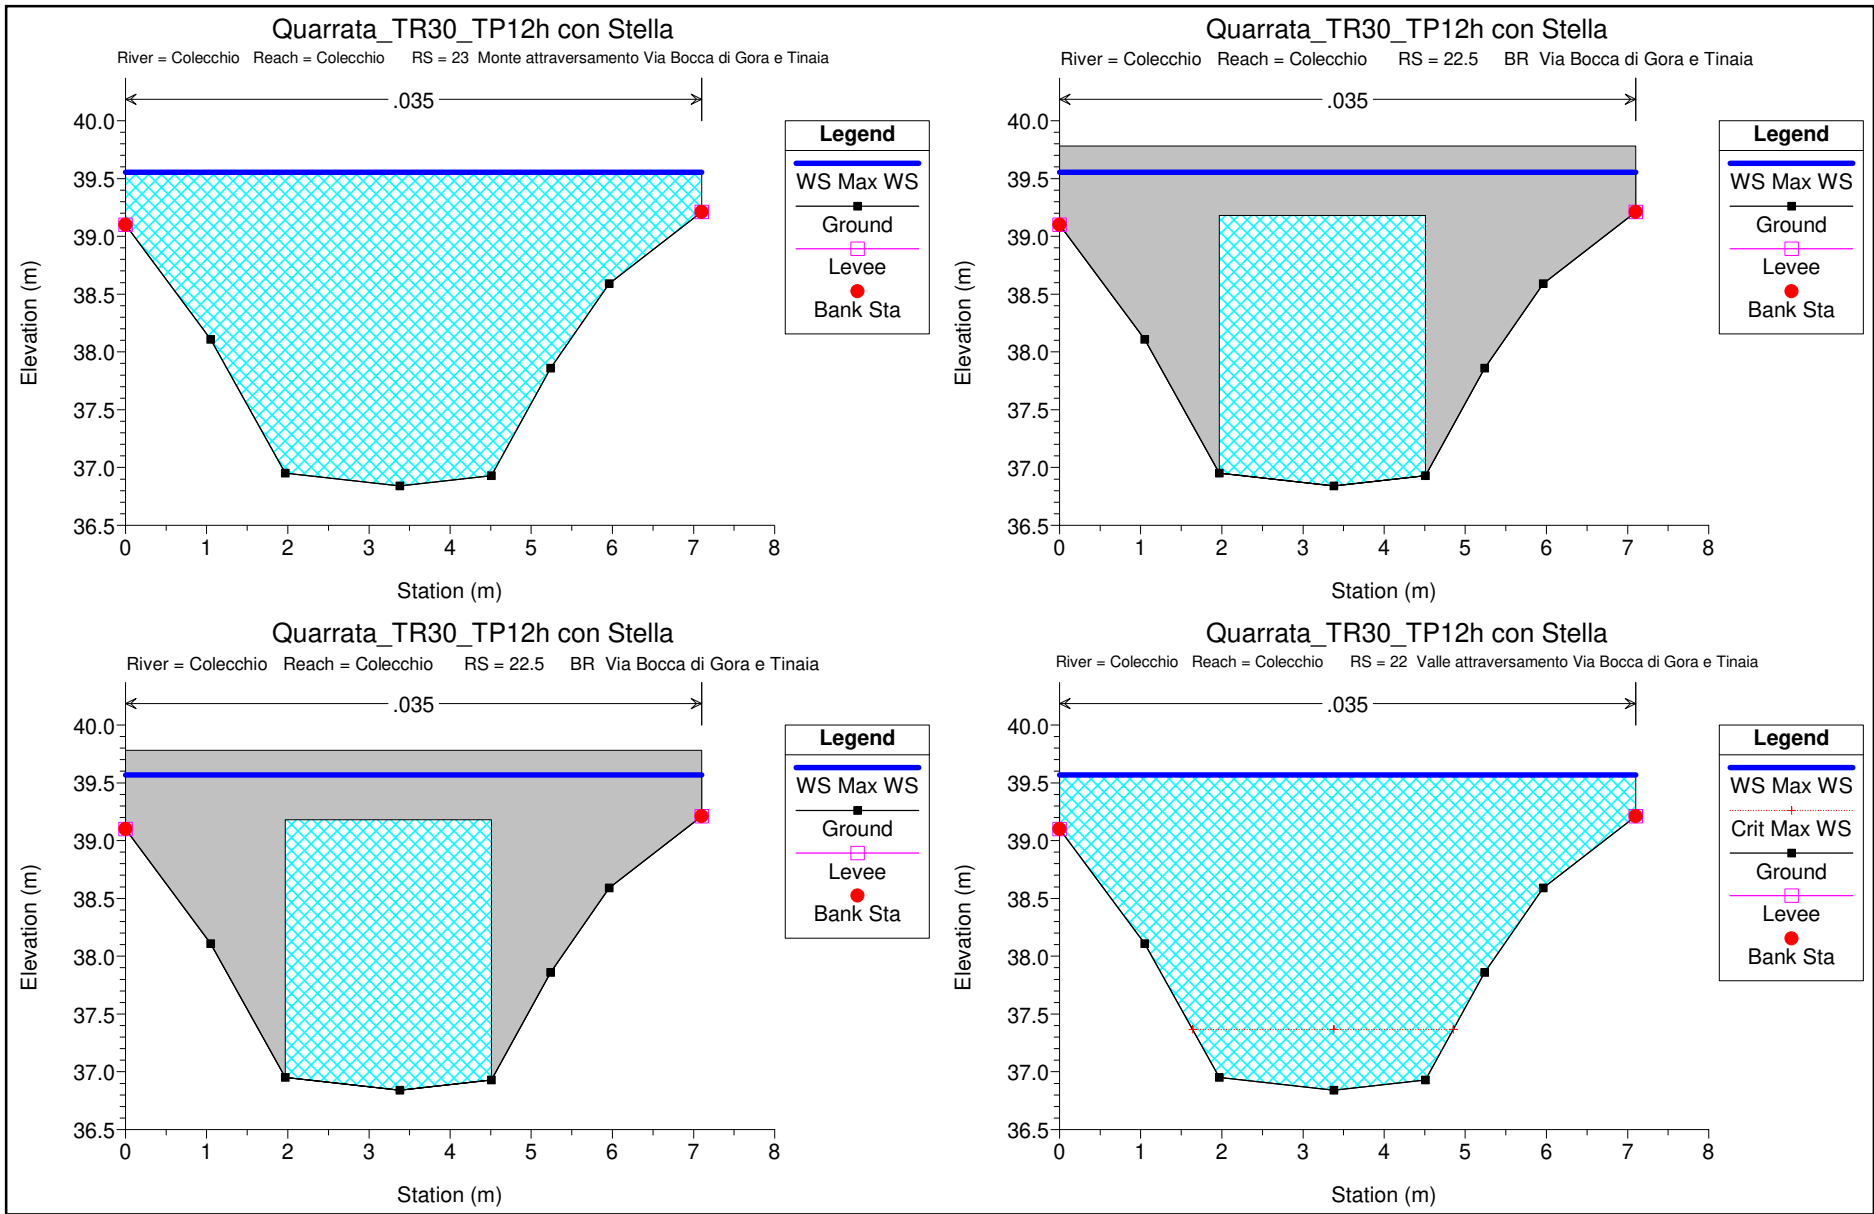 Quarrata_TR30_TP12h con Stella
River = Colecchio Reach = Colecchio RS = 23 Monte attraversamento Via Bocca di Gora e Tinaia
.035
40.0
39.5
39.0
38.5
38.0
37.5
37.0
36.5
Elevation (m)
0 1 2 3 4 5 6 7 8
Station (m)
Legend
WS Max WS
Ground
Levee
Bank Sta
Quarrata_TR30_TP12h con Stella
River = Colecchio Reach = Colecchio RS = 22.5 BR Via Bocca di Gora e Tinaia
.035
40.0
39.5
39.0
38.5
38.0
37.5
37.0
36.5
Elevation (m)
0 1 2 3 4 5 6 7 8
Station (m)
Legend
WS Max WS
Ground
Levee
Bank Sta
Quarrata_TR30_TP12h con Stella
River = Colecchio Reach = Colecchio RS = 22.5 BR Via Bocca di Gora e Tinaia
.035
40.0
39.5
39.0
38.5
38.0
37.5
37.0
36.5
Elevation (m)
0 1 2 3 4 5 6 7 8
Station (m)
Legend
WS Max WS
Ground
Levee
Bank Sta
Quarrata_TR30_TP12h con Stella
River = Colecchio Reach = Colecchio RS = 22 Valle attraversamento Via Bocca di Gora e Tinaia
.035
40.0
39.5
39.0
38.5
38.0
37.5
37.0
36.5
Elevation (m)
0 1 2 3 4 5 6 7 8
Station (m)
Legend
WS Max WS
Crit Max WS
Ground
Levee
Bank Sta